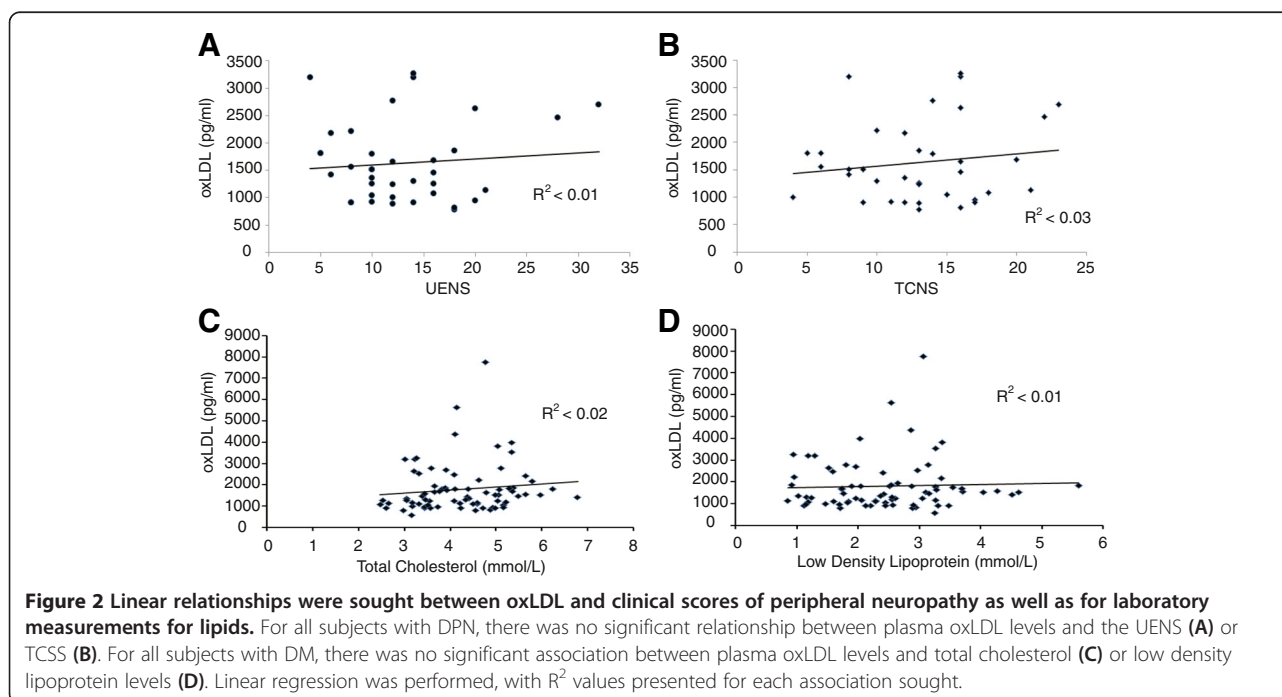 A
3500
3000
2500
2000
1500
1000
500
0
oxLDL (pg/ml)
R² < 0.01
0 5 10 15 20 25 30 35
UENS
B
3500
3000
2500
2000
1500
1000
500
0
oxLDL (pg/ml)
R² < 0.03
0 5 10 15 20 25
TCNS
C
9000
8000
7000
6000
5000
4000
3000
2000
1000
0
oxLDL (pg/ml)
R² < 0.02
0 1 2 3 4 5 6 7 8
Total Cholesterol (mmol/L)
D
9000
8000
7000
6000
5000
4000
3000
2000
1000
0
oxLDL (pg/ml)
R² < 0.01
0 1 2 3 4 5 6
Low Density Lipoprotein (mmol/L)
Figure 2 Linear relationships were sought between oxLDL and clinical scores of peripheral neuropathy as well as for laboratory
measurements for lipids. For all subjects with DPN, there was no significant relationship between plasma oxLDL levels and the UENS (A) or
TCSS (B). For all subjects with DM, there was no significant association between plasma oxLDL levels and total cholesterol (C) or low density
lipoprotein levels (D). Linear regression was performed, with R² values presented for each association sought.